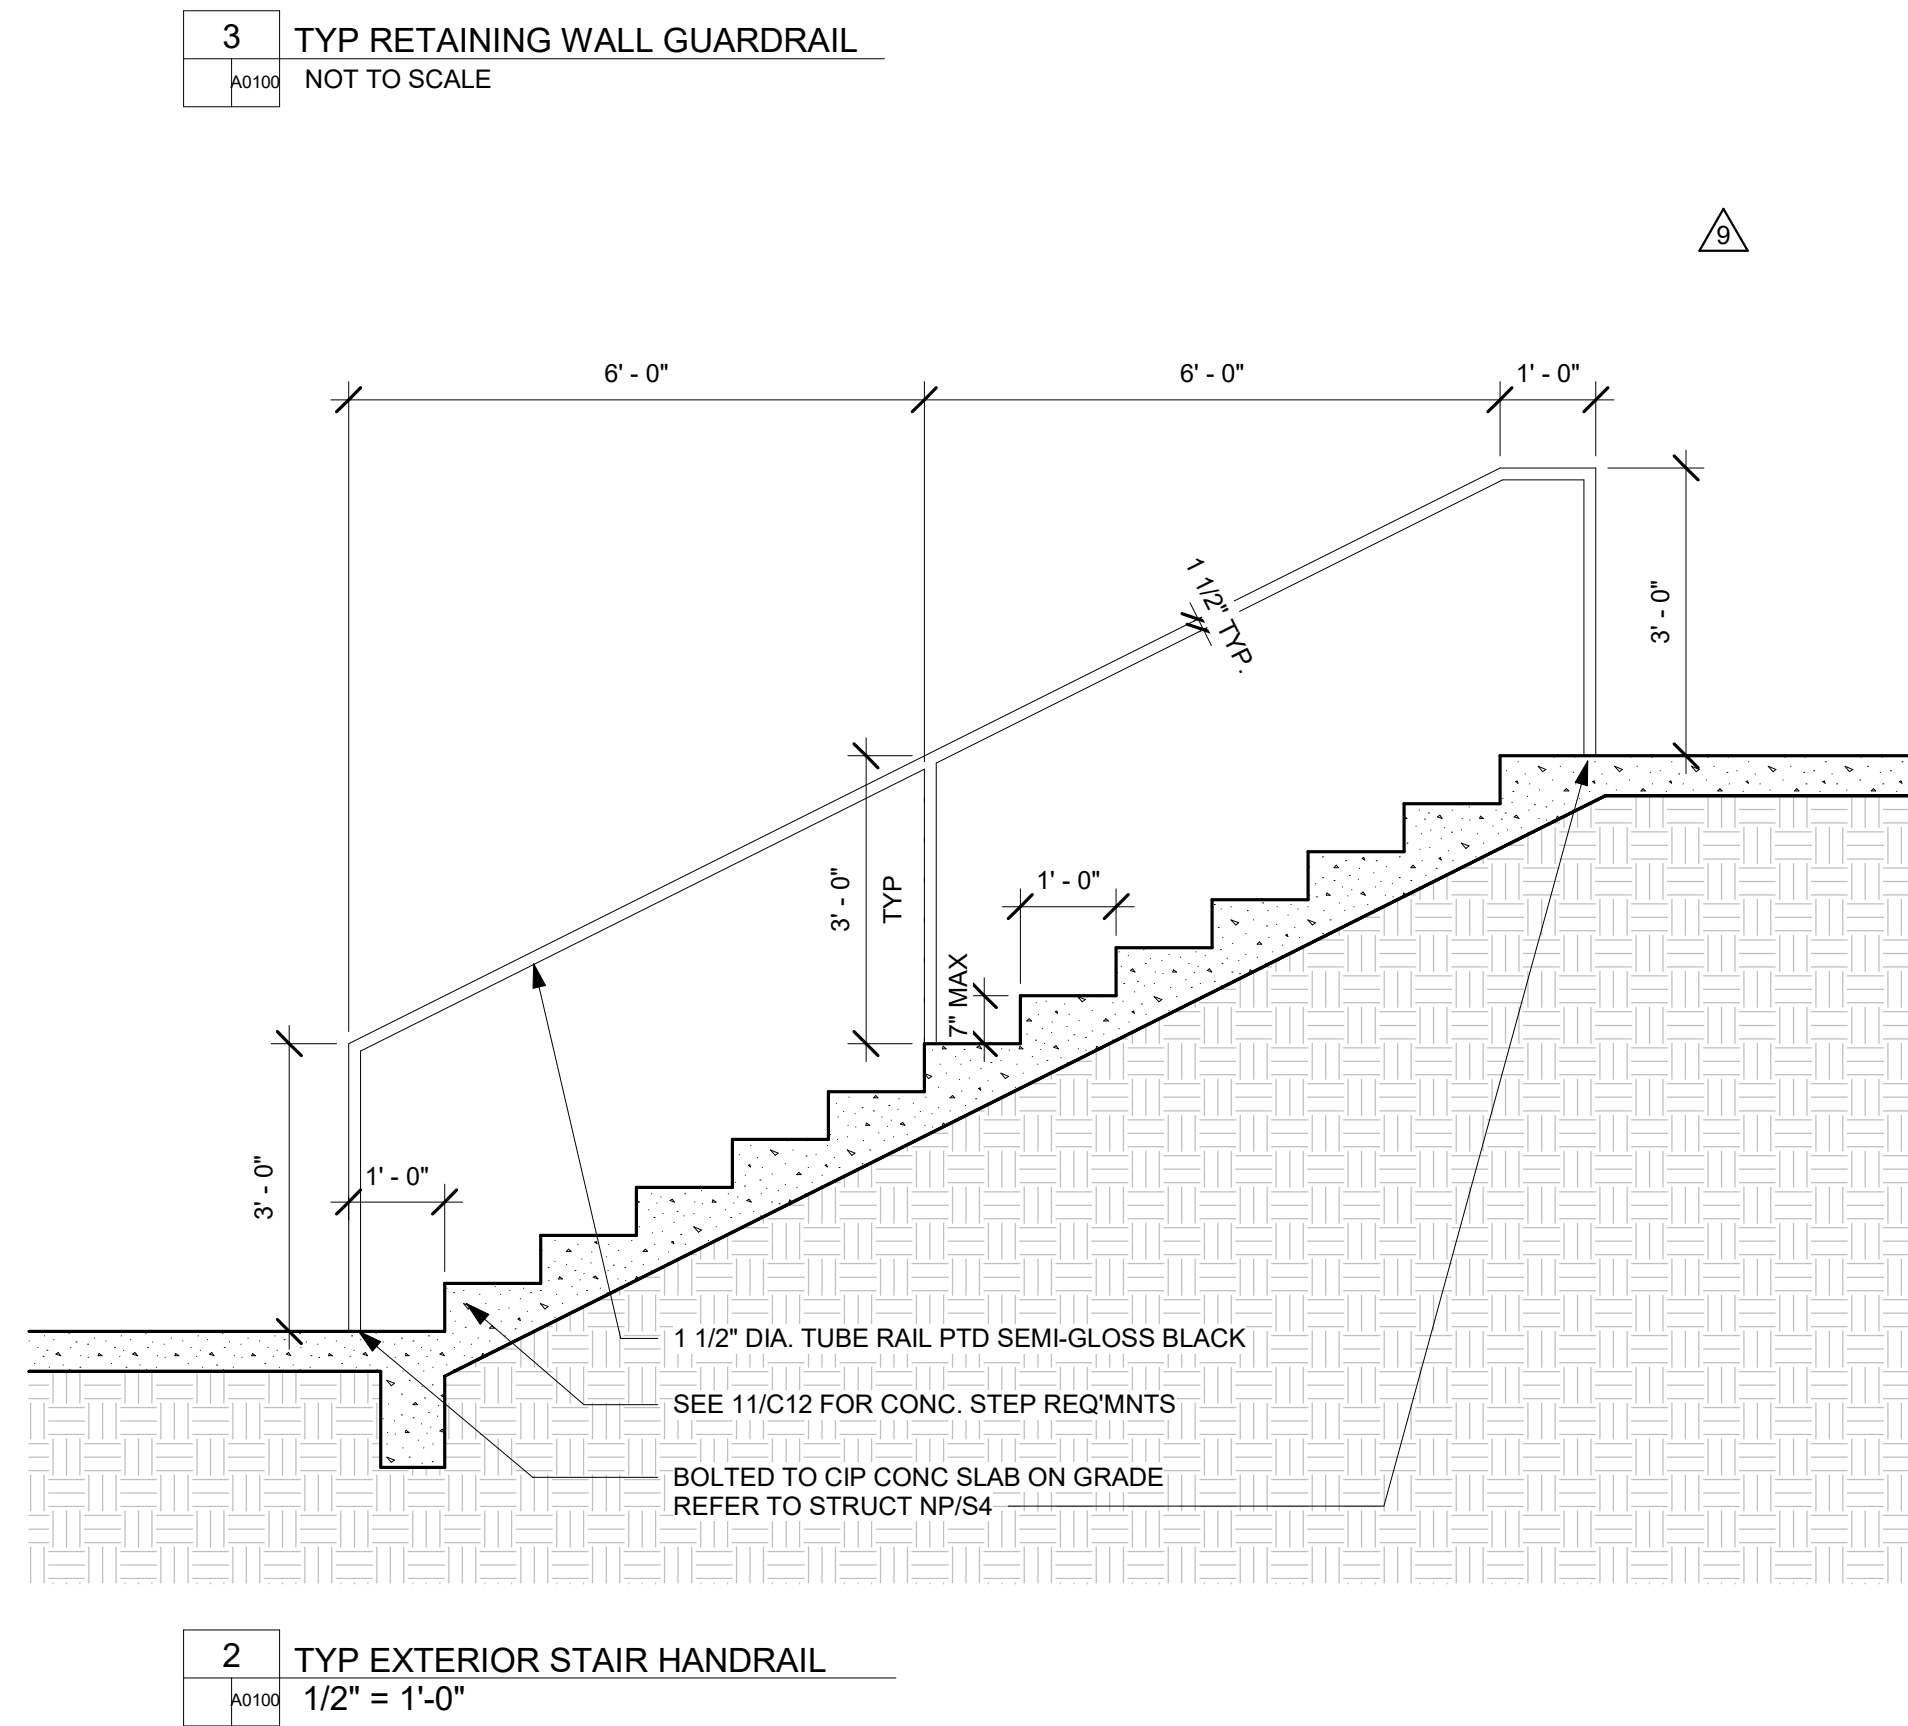 3
TYP RETAINING WALL GUARDRAIL
A0100
NOT TO SCALE
9
6' - 0"
6' - 0"
1' - 0"
1 1/2" TYP.
3' - 0"
3' - 0"
TYP
1' - 0"
7" MAX
3' - 0"
1' - 0"
1 1/2" DIA. TUBE RAIL PTD SEMI-GLOSS BLACK
SEE 11/C12 FOR CONC. STEP REQ'MNTS
BOLTED TO CIP CONC SLAB ON GRADE
REFER TO STRUCT NP/S4
2
TYP EXTERIOR STAIR HANDRAIL
A0100
1/2" = 1'-0"